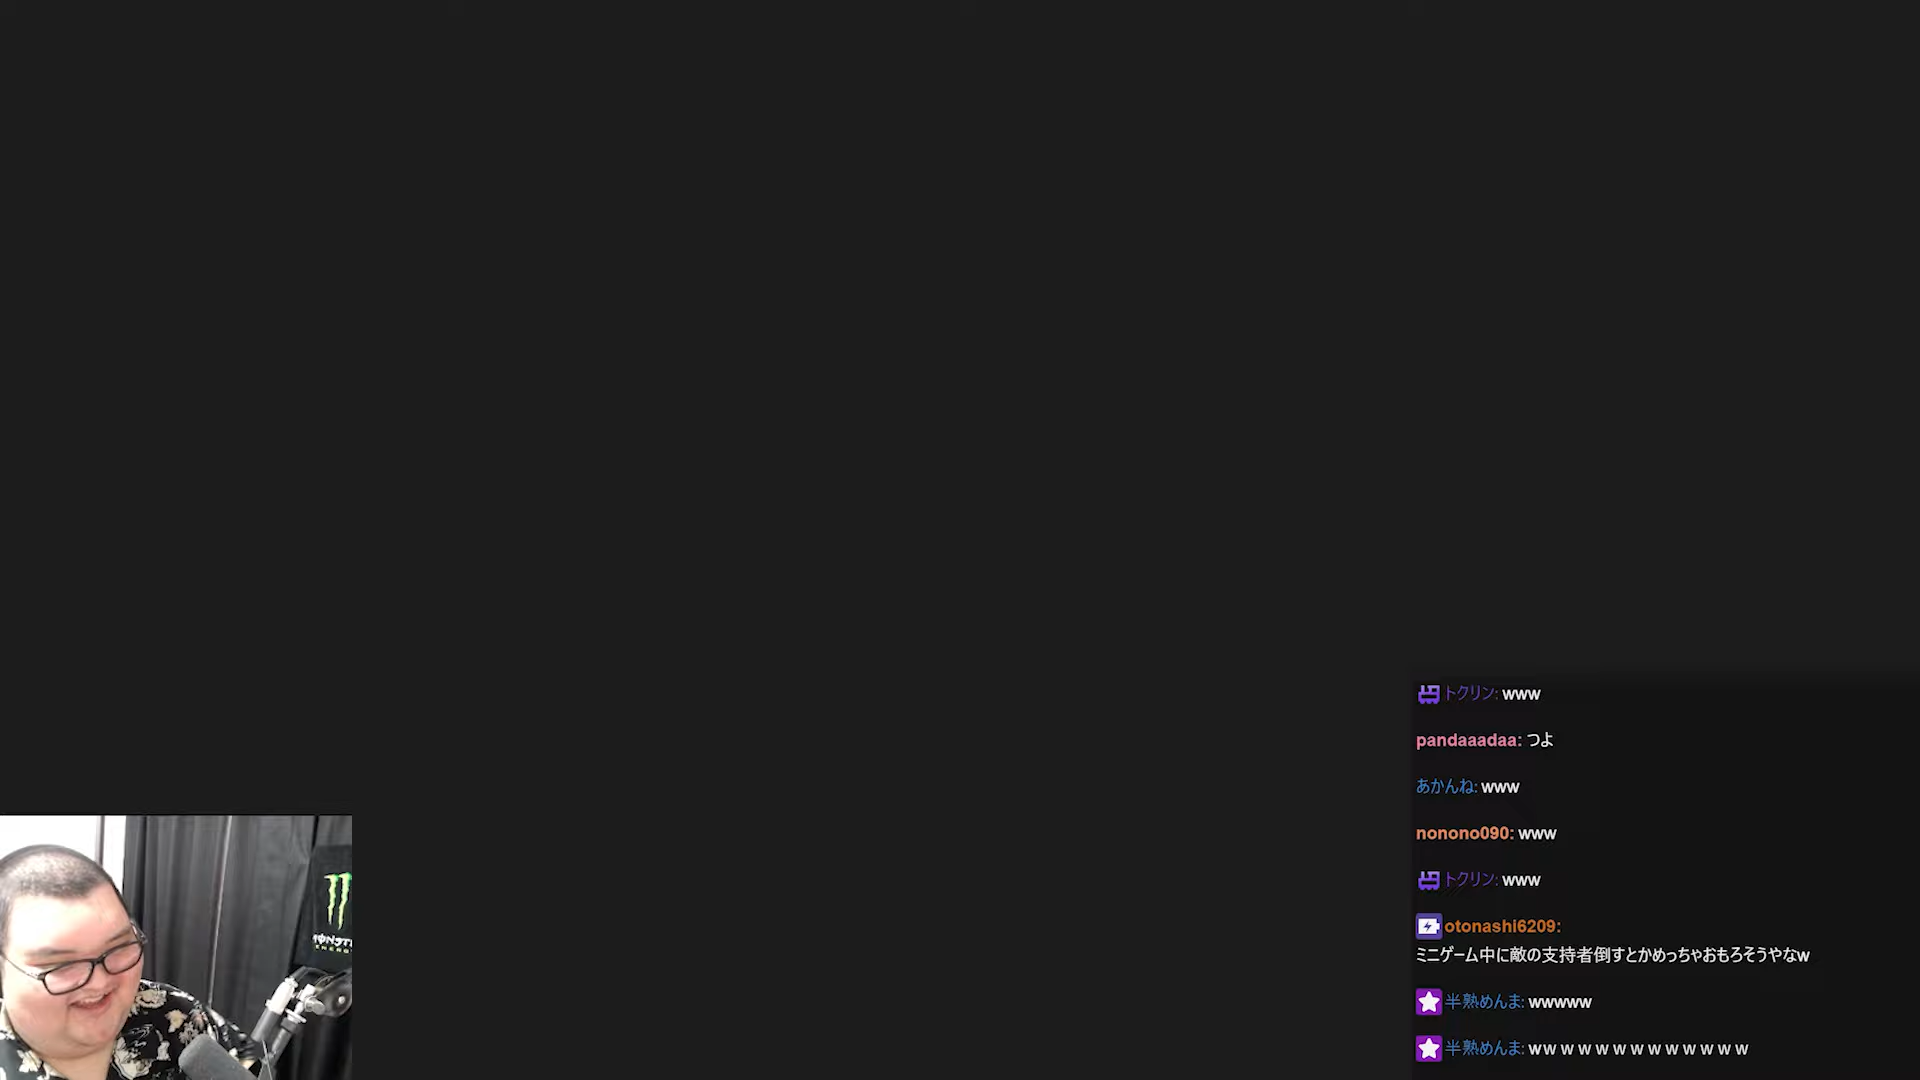 トクリン: www
pandaaadaa: つよ
あかんね: www
nonono090: www
トクリン: www
otonashi6209:
ミニゲーム中に敵の支持者倒すとかめっちゃおもろそうやなw
半熟めんま: wwwww
半熟めんま: w w w w w w w w w w w w w
MONSTE
ENERG